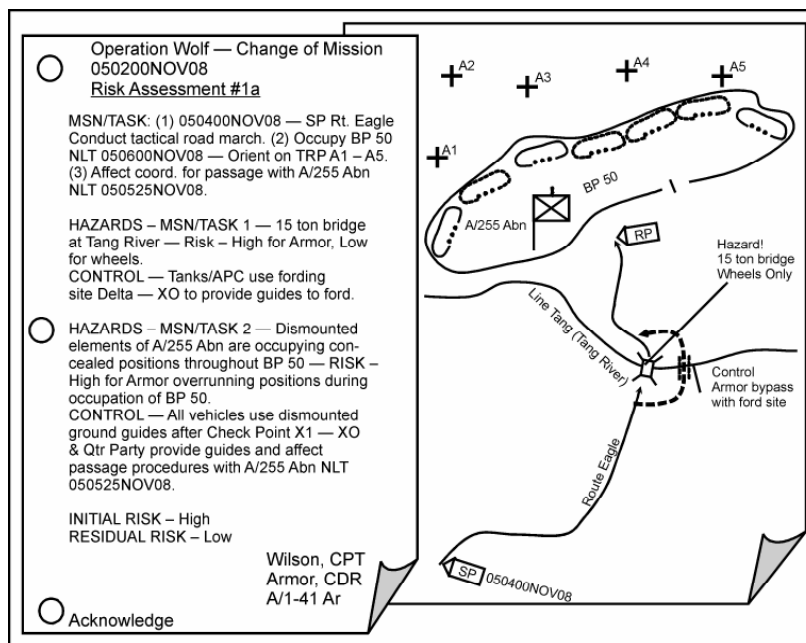 Operation Wolf — Change of Mission
050200NOV08
Risk Assessment #1a
MSN/TASK: (1) 050400NOV08 — SP Rt. Eagle
Conduct tactical road march. (2) Occupy BP 50
NLT 050600NOV08 — Orient on TRP A1 – A5.
(3) Affect coord. for passage with A/255 Abn
NLT 050525NOV08.
HAZARDS – MSN/TASK 1 — 15 ton bridge
at Tang River — Risk – High for Armor, Low
for wheels.
CONTROL — Tanks/APC use fording
site Delta — XO to provide guides to ford.
HAZARDS – MSN/TASK 2 — Dismounted
elements of A/255 Abn are occupying con-
cealed positions throughout BP 50 — RISK –
High for Armor overrunning positions during
occupation of BP 50.
CONTROL — All vehicles use dismounted
ground guides after Check Point X1 — XO
& Qtr Party provide guides and affect
passage procedures with A/255 Abn NLT
050525NOV08.
INITIAL RISK – High
RESIDUAL RISK – Low
Wilson, CPT
Armor, CDR
A/1-41 Ar
Acknowledge
A2
A3
A4
A5
A1
BP 50
I
A/255 Abn
RP
Hazard!
15 ton bridge
Wheels Only
Line Tang (Tang River)
Control
Armor bypass
with ford site
Route Eagle
SP
050400NOV08